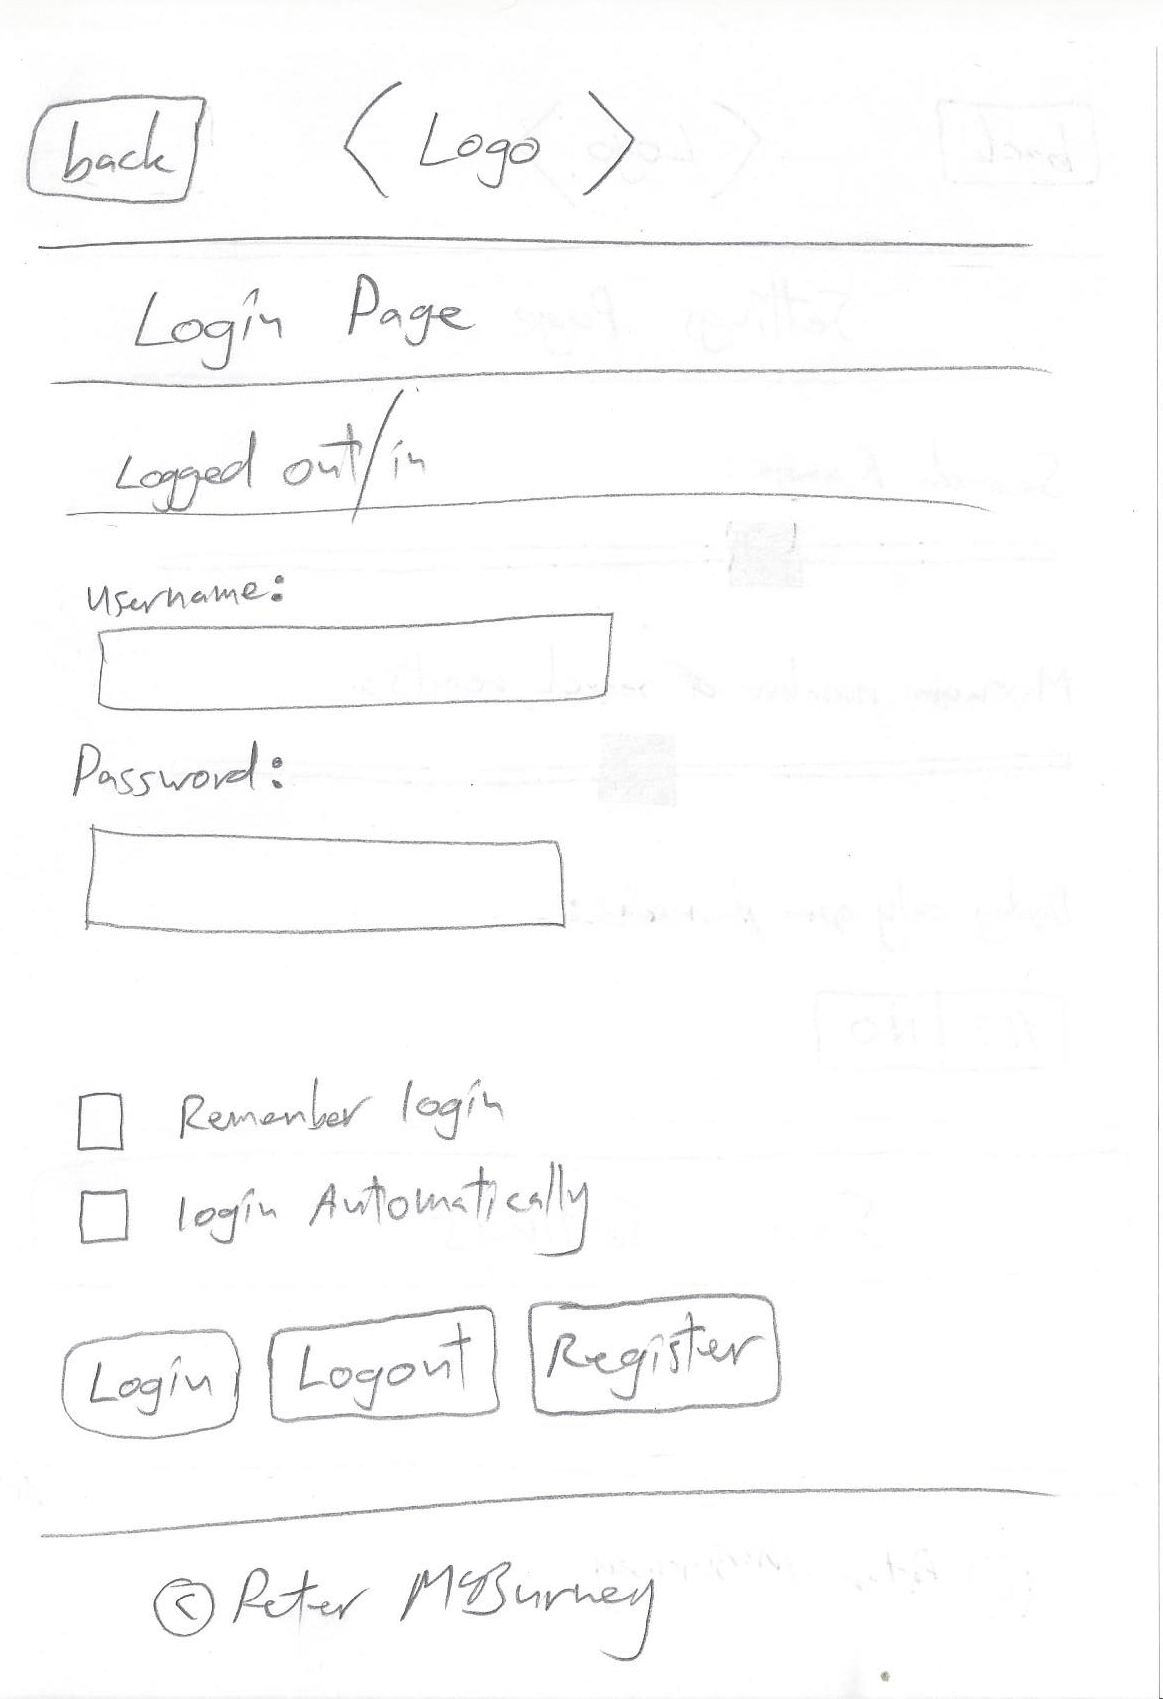 back
< Logo >
Login Page
Logged out/in
Username:
Password:
Remember login
login Automatically
Login
Logout
Register
© Peter McBurney